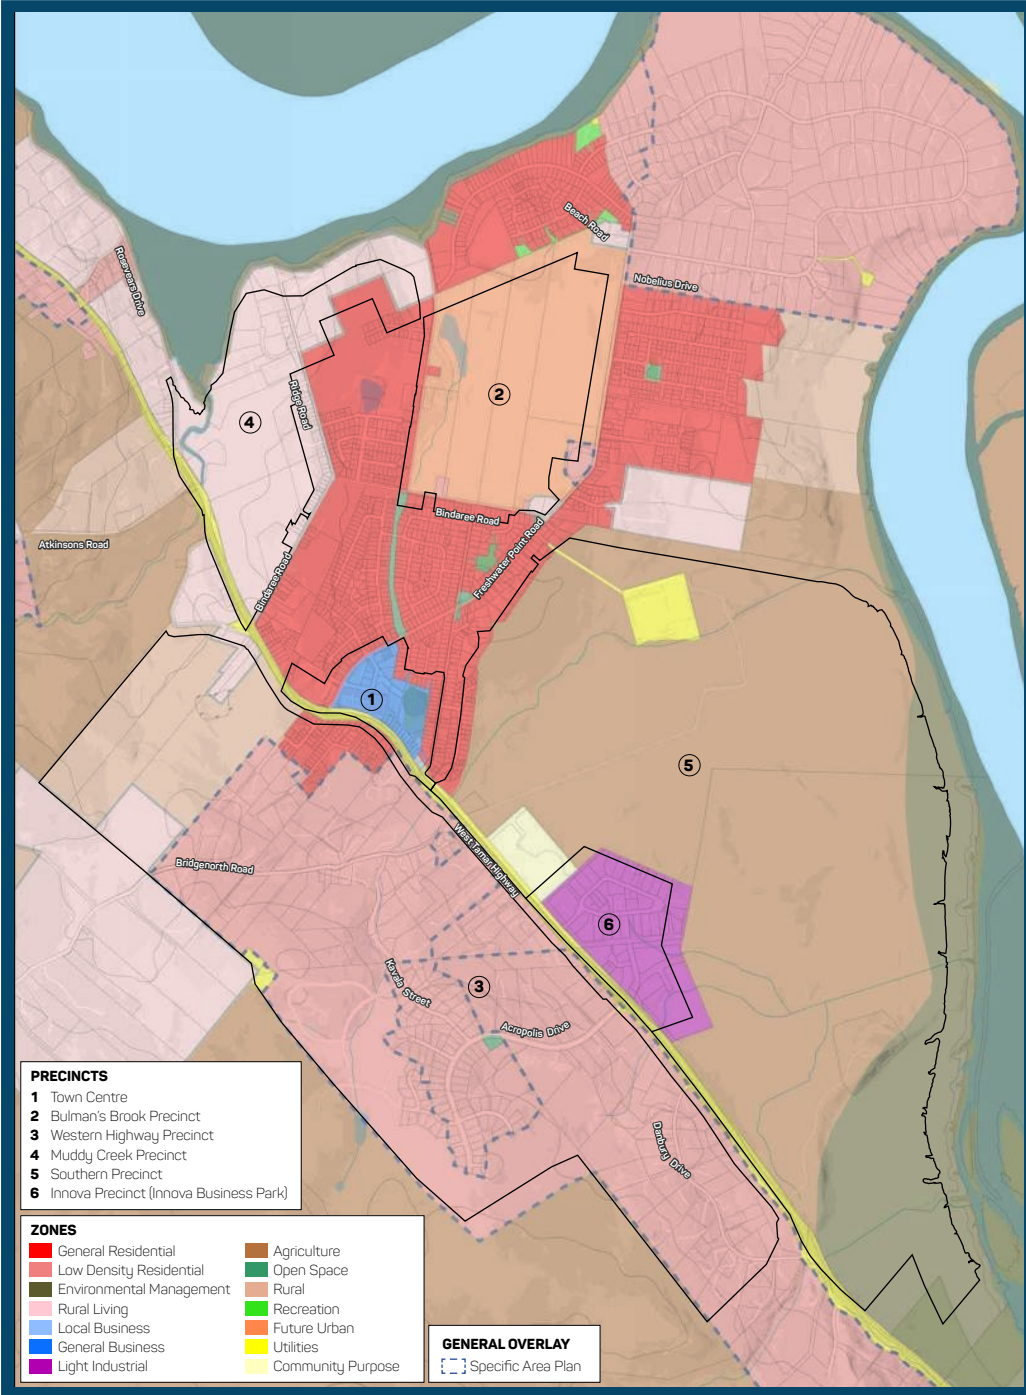 Beach Road
Rosevears Drive
Nobelius Drive
2
Ridge Road
4
Bindaree Road
Freshwater Point Road
Atkinsons Road
Bindaree Road
1
5
West Tamar Highway
Bridgenorth Road
6
3
Kavala Street
Acropolis Drive
Danbury Drive
PRECINCTS
1 Town Centre
2 Bulman's Brook Precinct
3 Western Highway Precinct
4 Muddy Creek Precinct
5 Southern Precinct
6 Innova Precinct (Innova Business Park)
ZONES
General Residential
Low Density Residential
Environmental Management
Rural Living
Local Business
General Business
Light Industrial
Agriculture
Open Space
Rural
Recreation
Future Urban
Utilities
Community Purpose
GENERAL OVERLAY
Specific Area Plan